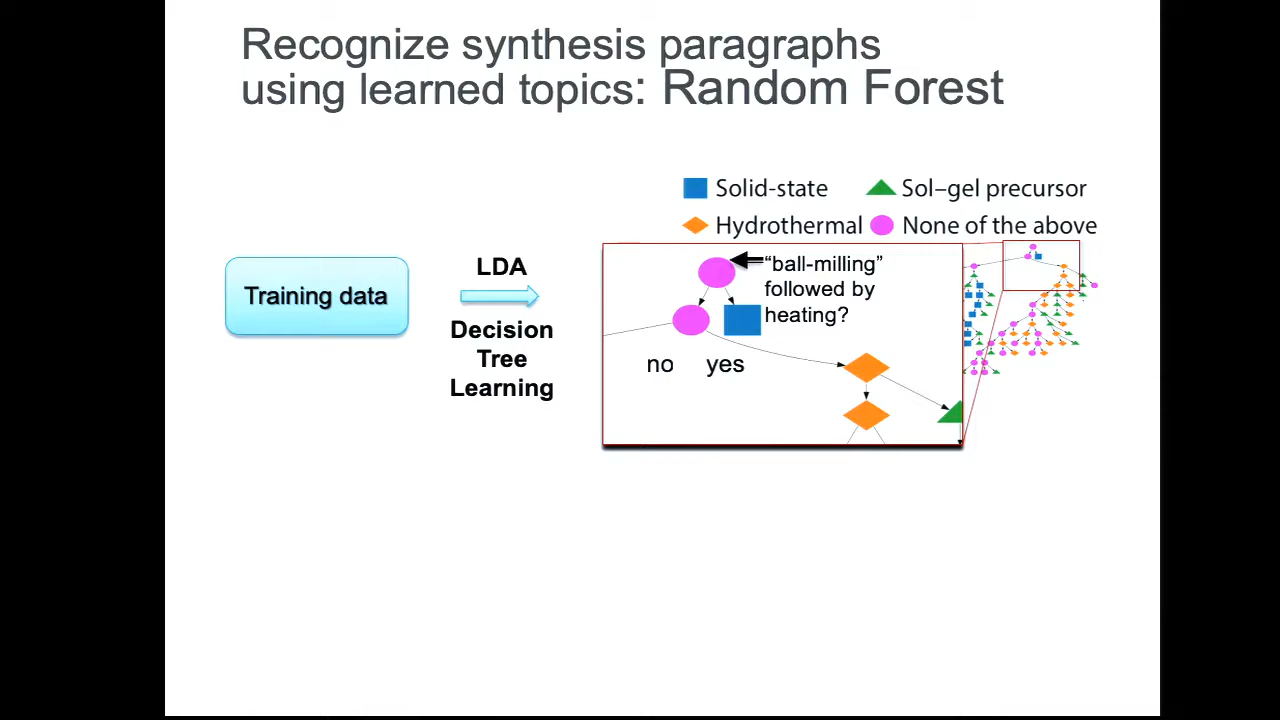 Recognize synthesis paragraphs
using learned topics: Random Forest
Solid-state
Sol–gel precursor
Hydrothermal
None of the above
Training data
LDA
Decision
Tree
Learning
"ball-milling"
followed by
heating?
no
yes